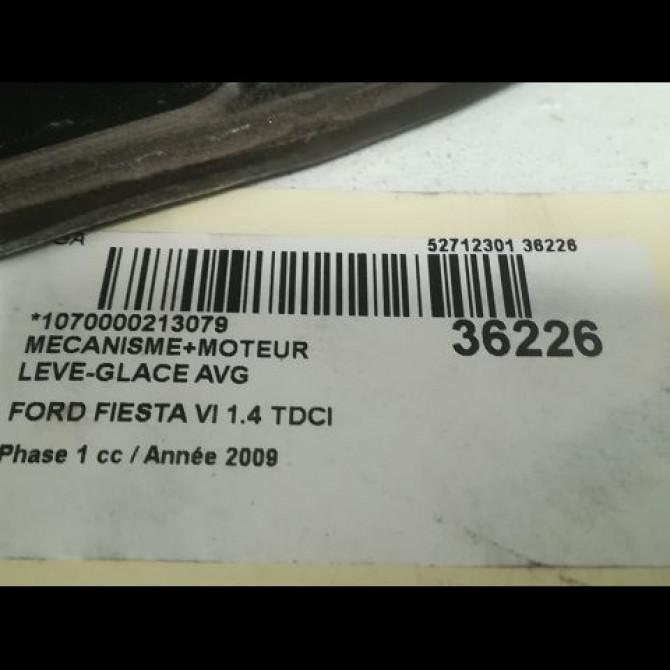 52712301 36226
*1070000213079
36226
MECANISME+MOTEUR
LEVE-GLACE AVG
FORD FIESTA VI 1.4 TDCI
Phase 1 cc / Année 2009